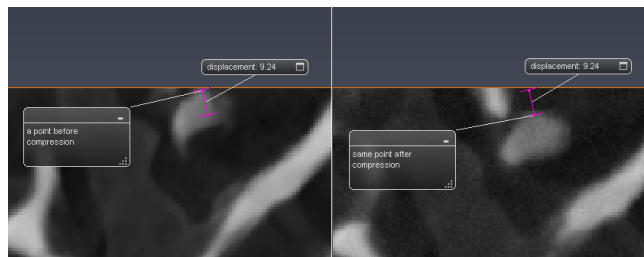 displacement: 9.24
a point before
compression
displacement: 9.24
same point after
compression